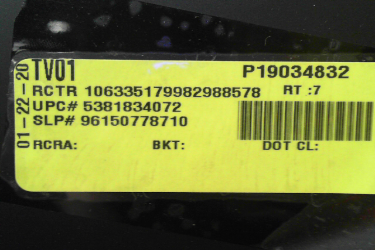 01-22-20
TV01 P19034832
RCTR 106335179982988578 RT :7
UPC# 5381834072
SLP# 96150778710
RCRA: BKT: DOT CL: